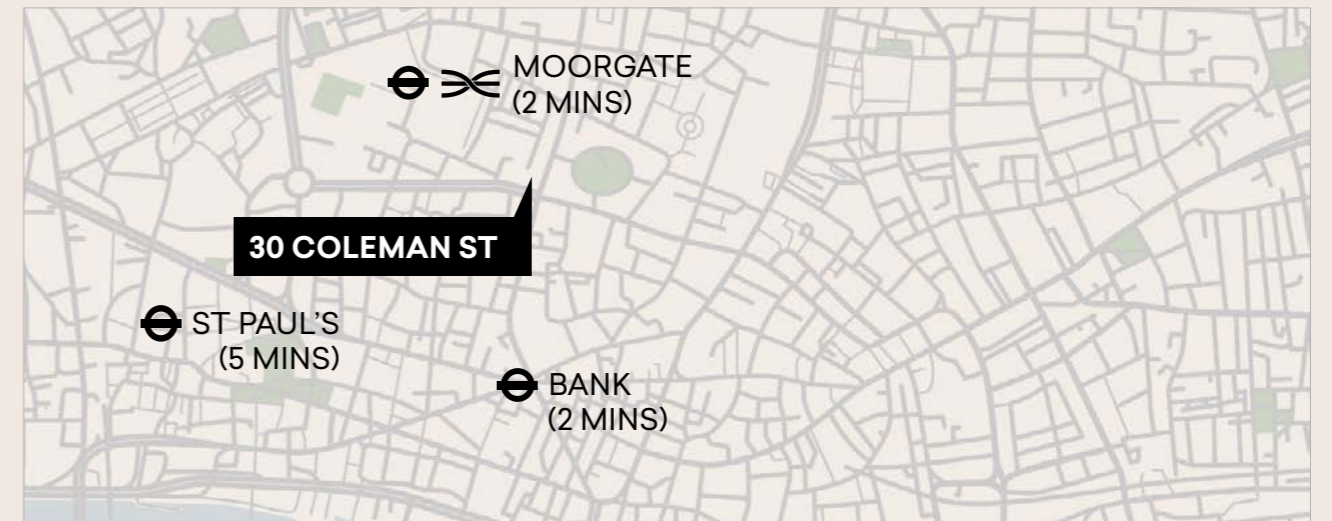 MOORGATE
(2 MINS)
30 COLEMAN ST
ST PAUL’S
(5 MINS)
BANK
(2 MINS)